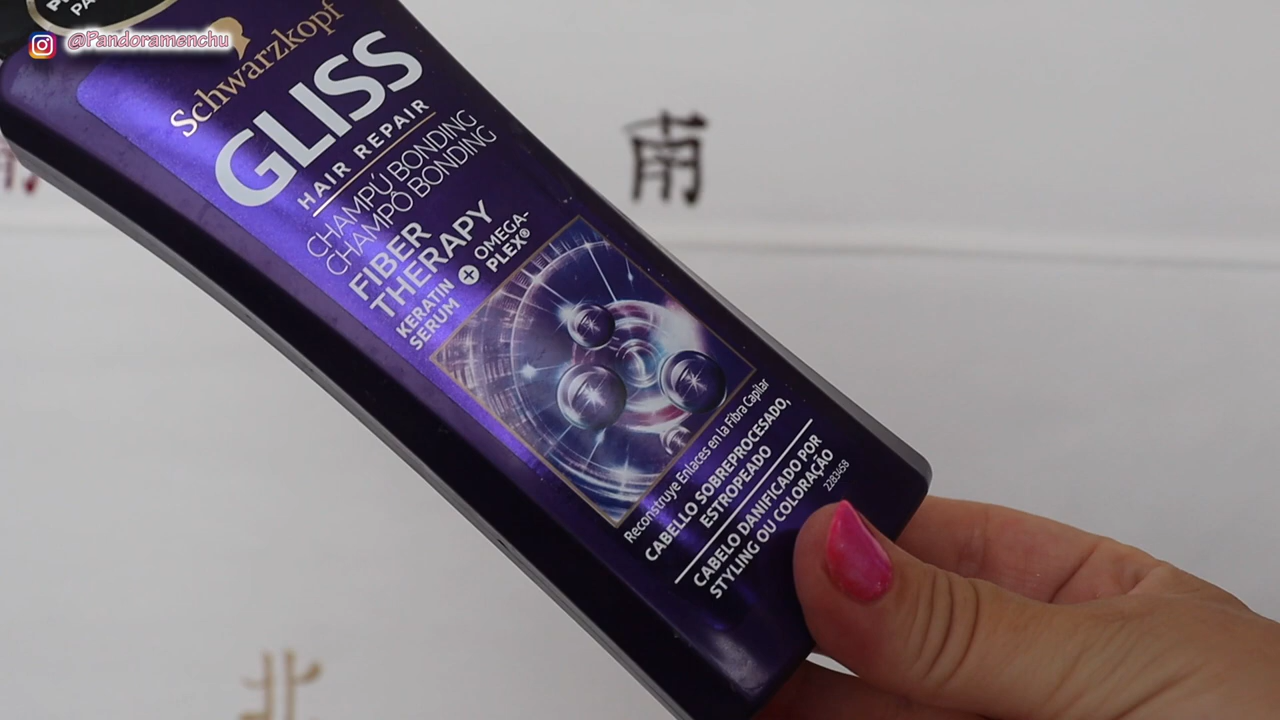 @Pandoramenchu
Schwarzkopf
GLISS
HAIR REPAIR
CHAMPÚ BONDING
CHAMPÔ BONDING
FIBER
THERAPY
KERATIN
SERUM
+
OMEGA-
PLEX®
Reconstruye Enlaces en la Fibra Capilar
CABELLO SOBREPROCESADO,
ESTROPEADO
CABELO DANIFICADO POR
STYLING OU COLORAÇÃO
2283458
南
北